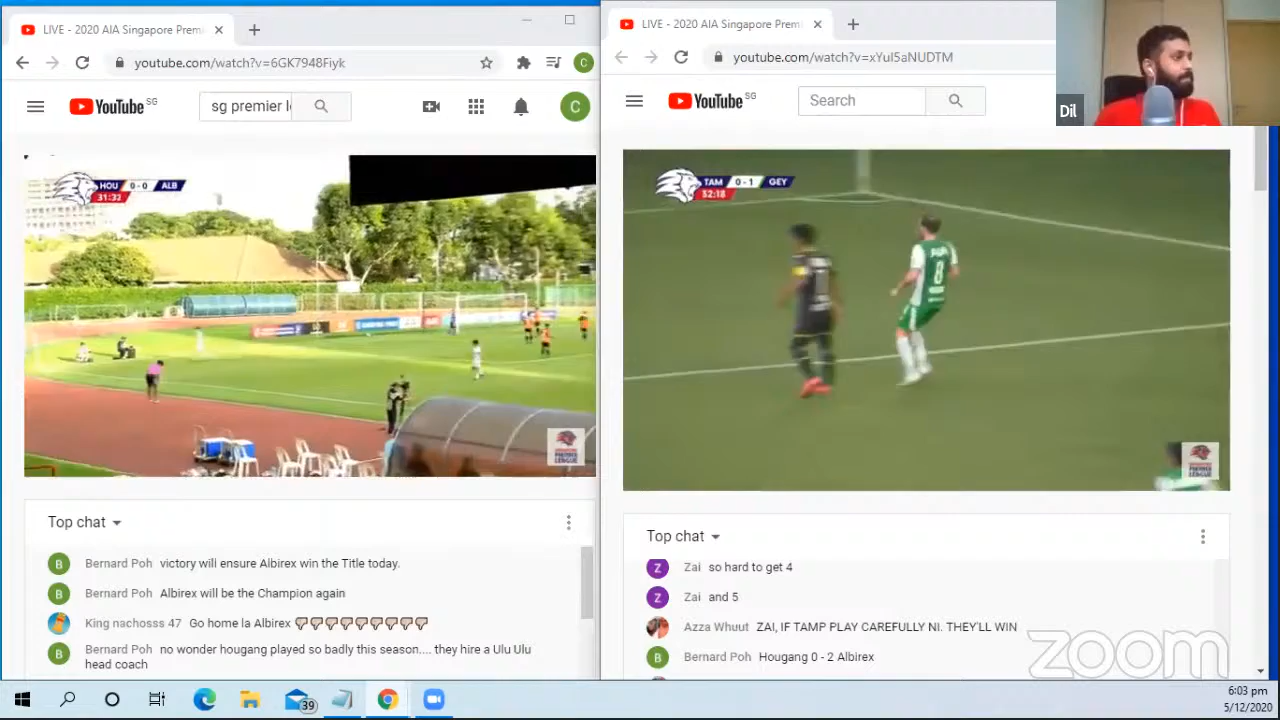 LIVE - 2020 AIA Singapore Prem
youtube.com/watch?v=6GK7948Fiyk
YouTube SG
sg premier l
C
C
HOU 0 - 0 ALB
31:32
PREMIER
LEAGUE
Top chat
B Bernard Poh victory will ensure Albirex win the Title today.
B Bernard Poh Albirex will be the Champion again
King nachosss 47 Go home la Albirex 👎🏼👎🏼👎🏼👎🏼👎🏼👎🏼👎🏼👎🏼👎🏼
B Bernard Poh no wonder hougang played so badly this season.... they hire a Ulu Ulu
head coach
LIVE - 2020 AIA Singapore Prem
youtube.com/watch?v=xYuI5aNUDTM
YouTube SG
Search
Dil
TAM 0 - 1 GEY
32:18
8
PREMIER
LEAGUE
Top chat
Z Zai so hard to get 4
Z Zai and 5
Azza Whuut ZAI, IF TAMP PLAY CAREFULLY NI. THEY'LL WIN
B Bernard Poh Hougang 0 - 2 Albirex
zoom
39
6:03 pm
5/12/2020